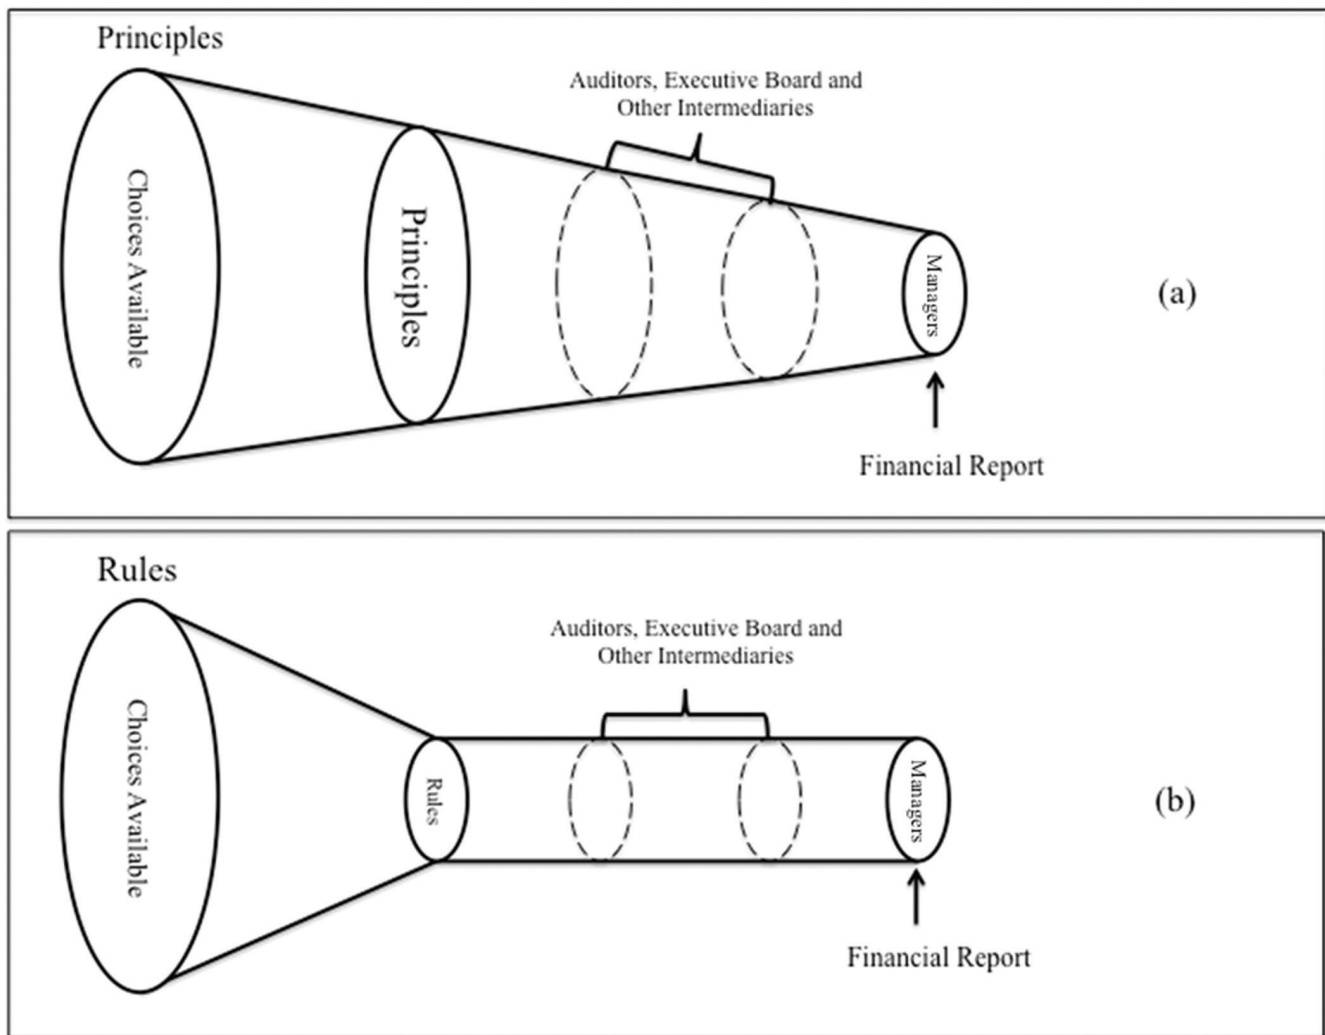 Principles
Auditors, Executive Board and
Other Intermediaries
Choices Available
Principles
Managers
(a)
Financial Report
Rules
Auditors, Executive Board and
Other Intermediaries
Choices Available
Rules
Managers
(b)
Financial Report